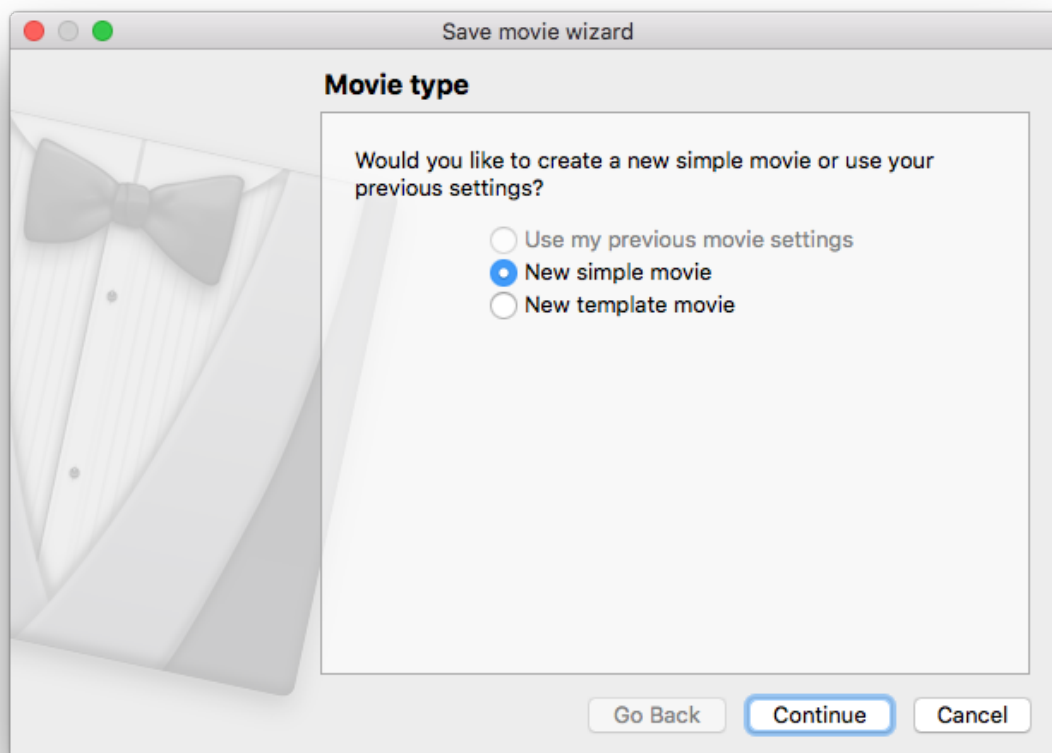 Save movie wizard
Movie type
Would you like to create a new simple movie or use your
previous settings?
Use my previous movie settings
New simple movie
New template movie
Go Back
Continue
Cancel